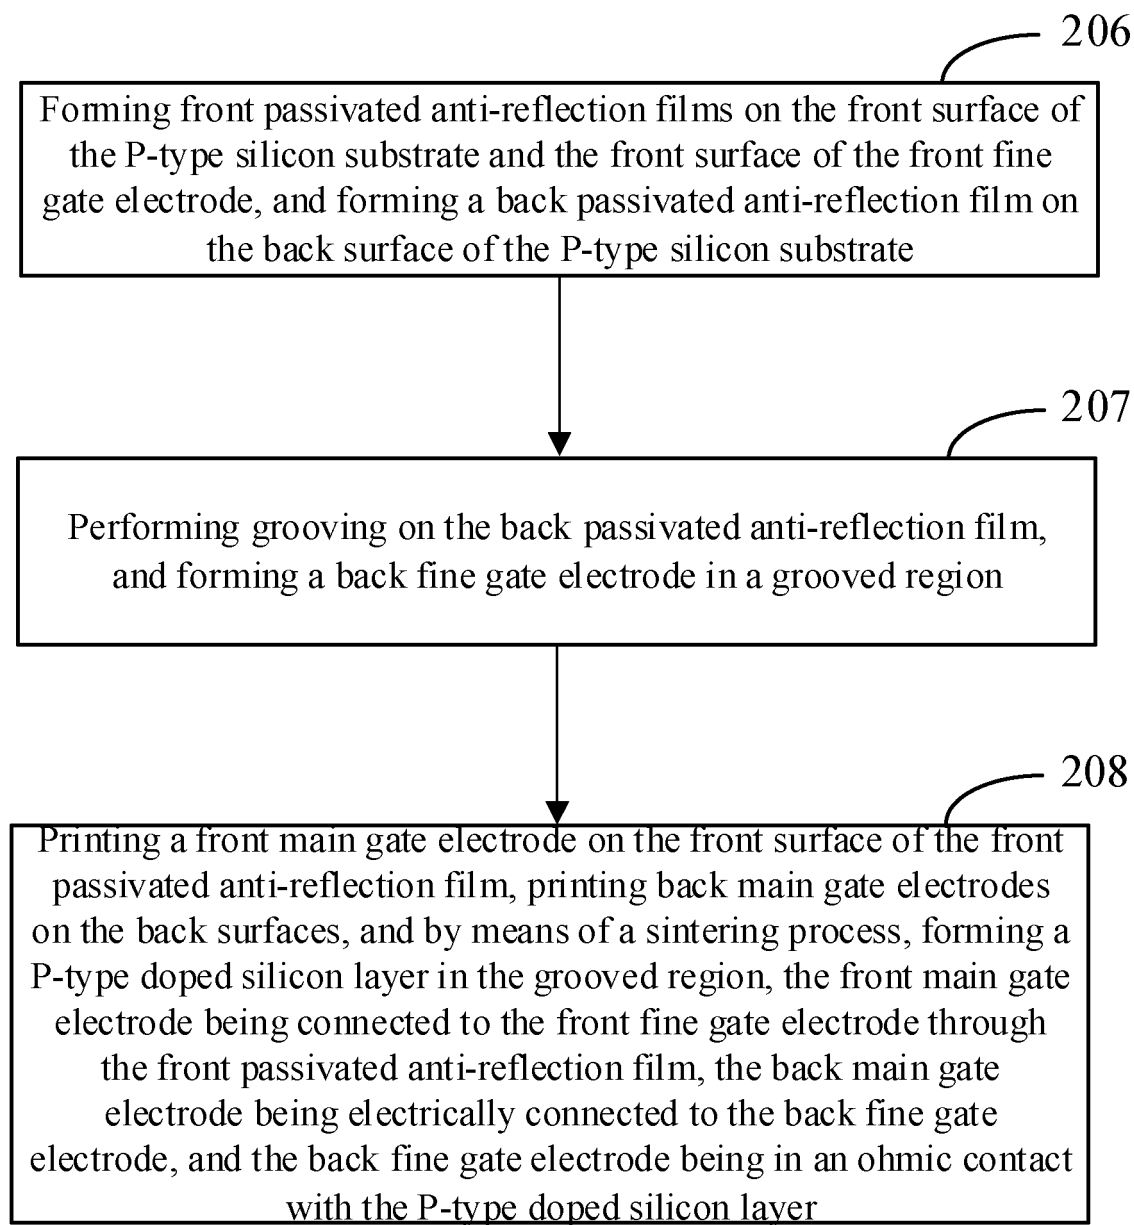 206
Forming front passivated anti-reflection films on the front surface of
the P-type silicon substrate and the front surface of the front fine
gate electrode, and forming a back passivated anti-reflection film on
the back surface of the P-type silicon substrate
207
Performing grooving on the back passivated anti-reflection film,
and forming a back fine gate electrode in a grooved region
208
Printing a front main gate electrode on the front surface of the front
passivated anti-reflection film, printing back main gate electrodes
on the back surfaces, and by means of a sintering process, forming a
P-type doped silicon layer in the grooved region, the front main gate
electrode being connected to the front fine gate electrode through
the front passivated anti-reflection film, the back main gate
electrode being electrically connected to the back fine gate
electrode, and the back fine gate electrode being in an ohmic contact
with the P-type doped silicon layer